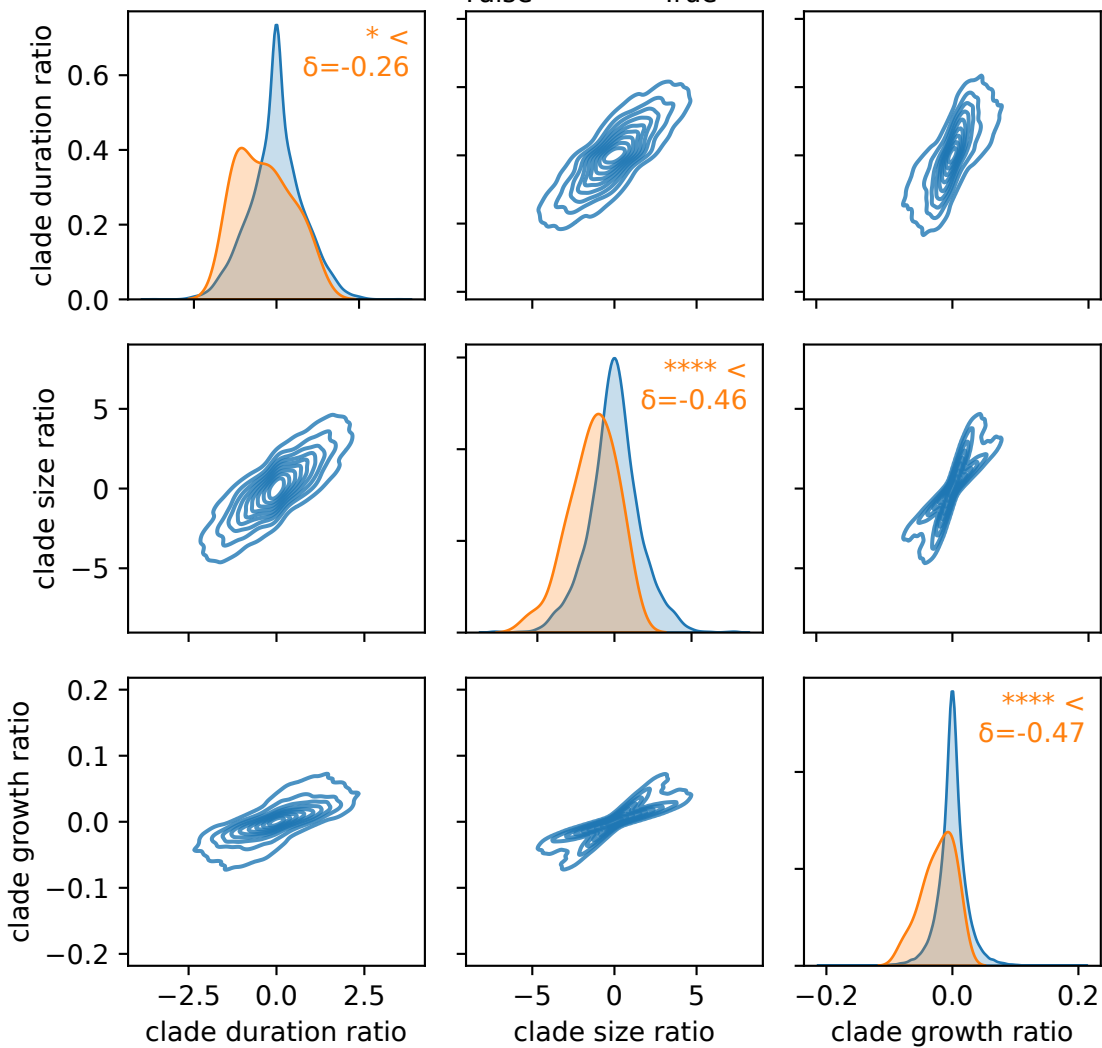 clade duration ratio
0.6
0.4
0.2
0.0
* <
δ=-0.26
clade size ratio
5
0
−5
**** <
δ=-0.46
clade growth ratio
0.2
0.1
0.0
−0.1
−0.2
**** <
δ=-0.47
−2.5 0.0 2.5
−5 0 5
−0.2 0.0 0.2
clade duration ratio
clade size ratio
clade growth ratio